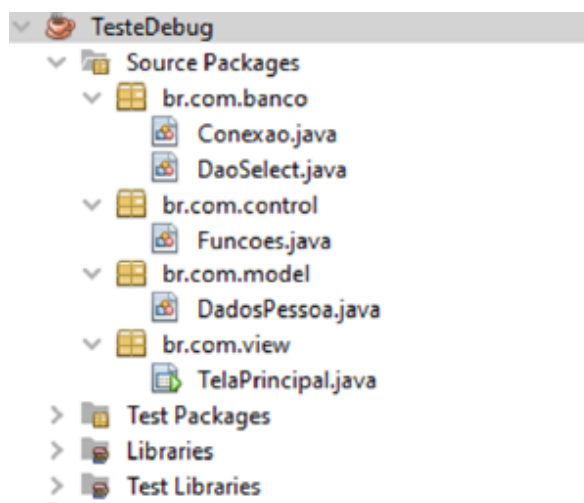 TesteDebug
Source Packages
br.com.banco
Conexao.java
DaoSelect.java
br.com.control
Funcoes.java
br.com.model
DadosPessoa.java
br.com.view
TelaPrincipal.java
Test Packages
Libraries
Test Libraries